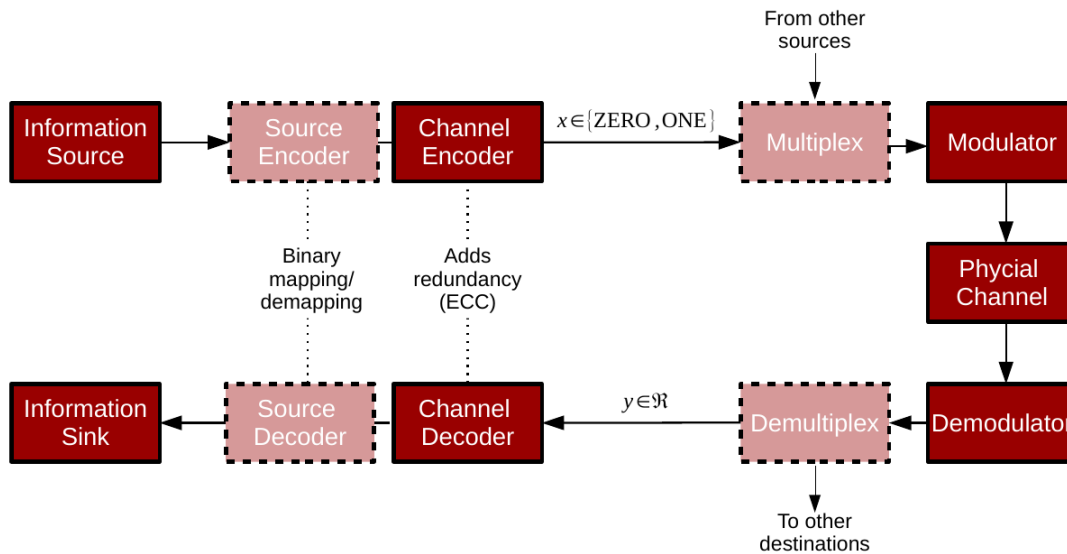 From other
sources
Information
Source
Source
Encoder
Channel
Encoder
x∈{ZERO,ONE}
Multiplex
Modulator
Binary
mapping/
demapping
Adds
redundancy
(ECC)
Phycial
Channel
Information
Sink
Source
Decoder
Channel
Decoder
y∈ℜ
Demultiplex
Demodulator
To other
destinations